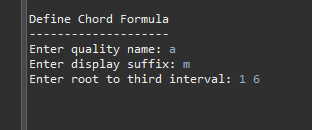 Define Chord Formula
--------------------
Enter quality name: a
Enter display suffix: m
Enter root to third interval: 1 6